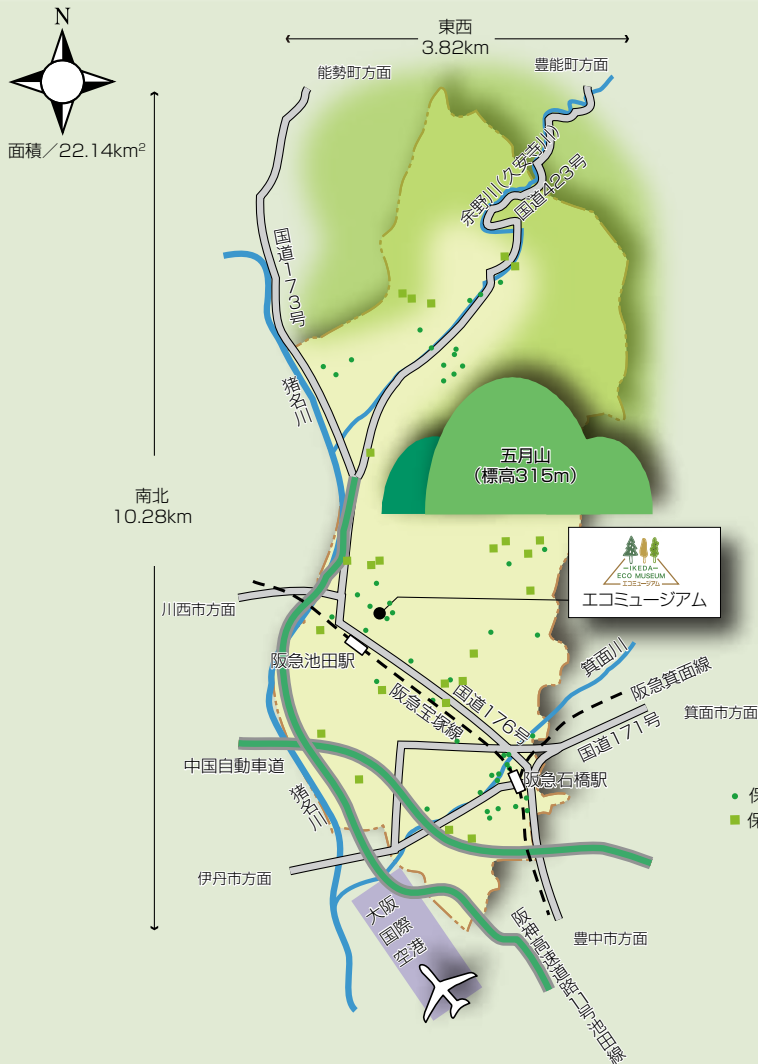 N
東西
3.82km
能勢町方面
豊能町方面
面積／22.14km²
余野川(久安寺川)
国道423号
国道173号
猪名川
五月山
(標高315m)
南北
10.28km
IKEDA
ECO MUSEUM
エコミュージアム
エコミュージアム
川西市方面
阪急池田駅
箕面川
阪急箕面線
国道176号
阪急宝塚線
箕面市方面
国道171号
中国自動車道
阪急石橋駅
猪名川
保
保
伊丹市方面
大阪
国際
空港
豊中市方面
阪神高速道路11号池田線